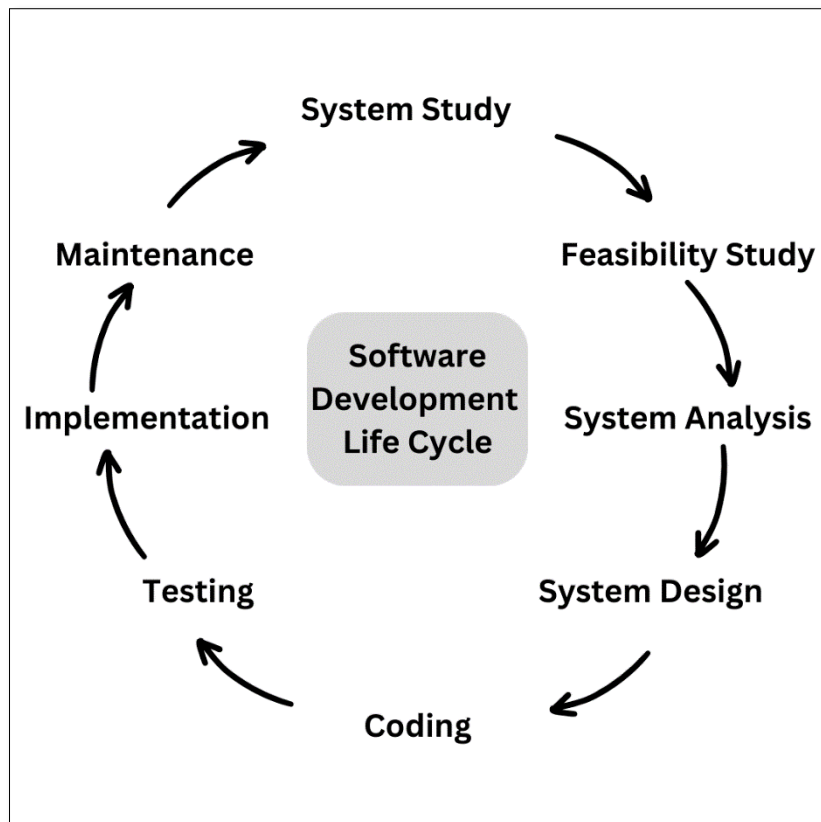 System Study
Feasibility Study
System Analysis
System Design
Coding
Testing
Implementation
Maintenance
Software
Development
Life Cycle